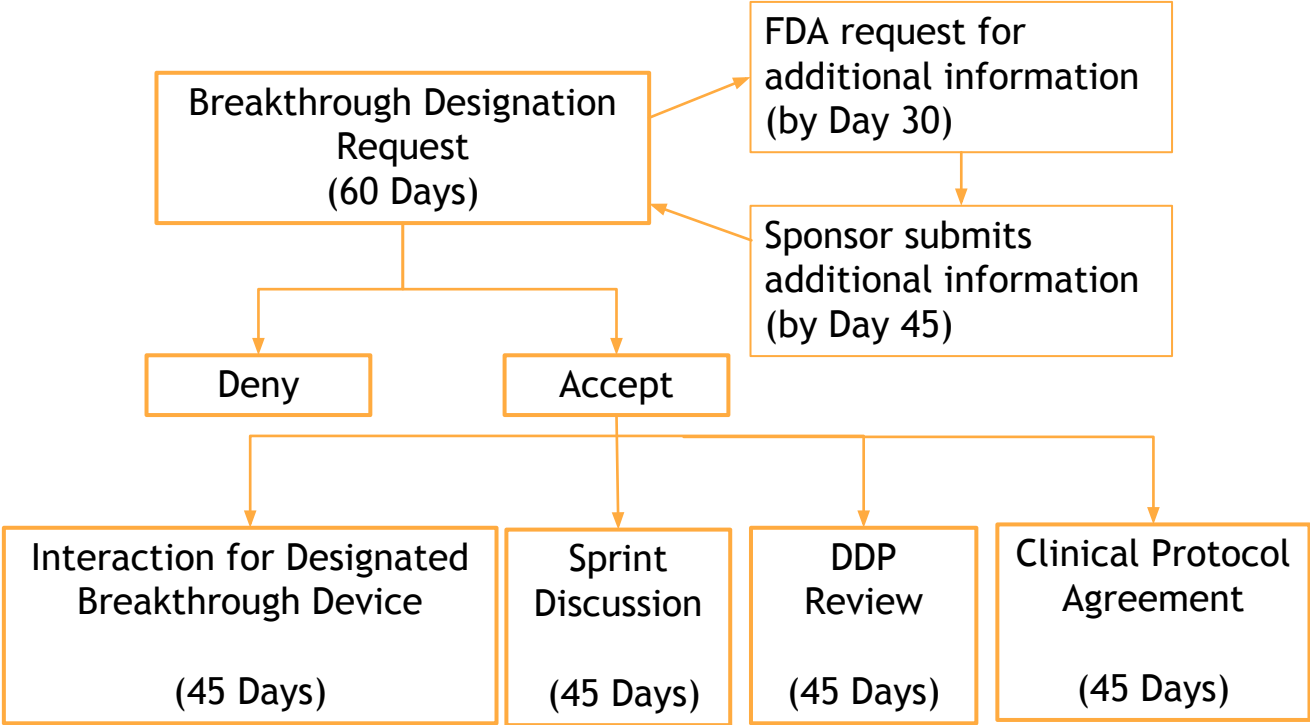 Breakthrough Designation
Request
(60 Days)
FDA request for
additional information
(by Day 30)
Sponsor submits
additional information
(by Day 45)
Deny
Accept
Interaction for Designated
Breakthrough Device
(45 Days)
Sprint
Discussion
(45 Days)
DDP
Review
(45 Days)
Clinical Protocol
Agreement
(45 Days)